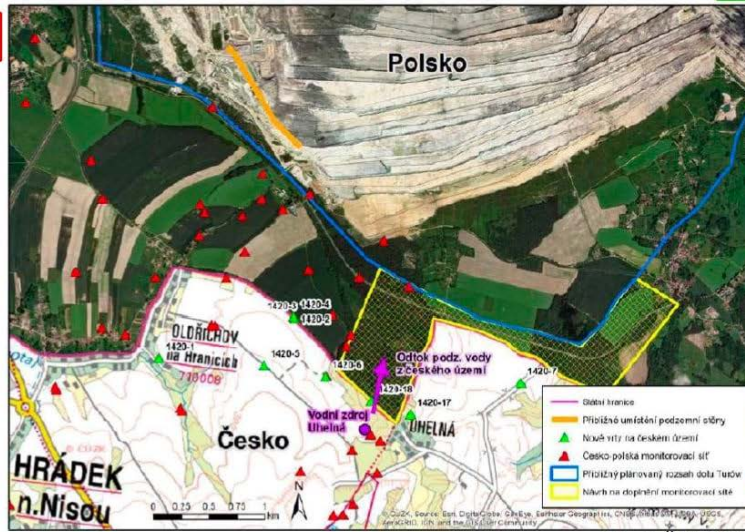 Polsko
1420-3
1420-4
1420-2
OLDŘICHOV
na Hranicích
1420-1
710008
1420-5
1420-6
1420-7
Odtok podz. vody
z českého území
1420-18
1420-17
Vodní zdroj
Uhelná
UHELNÁ
Česko
HRÁDEK
n.Nisou
N
0 0.25 0.5 1 km
Státní hranice
Přibližné umístění podzemní stěny
Nové vrty na českém území
Česko-polská monitorovací síť
Přibližný plánovaný rozsah dolu Turów
Návrh na doplnění monitorovací sítě